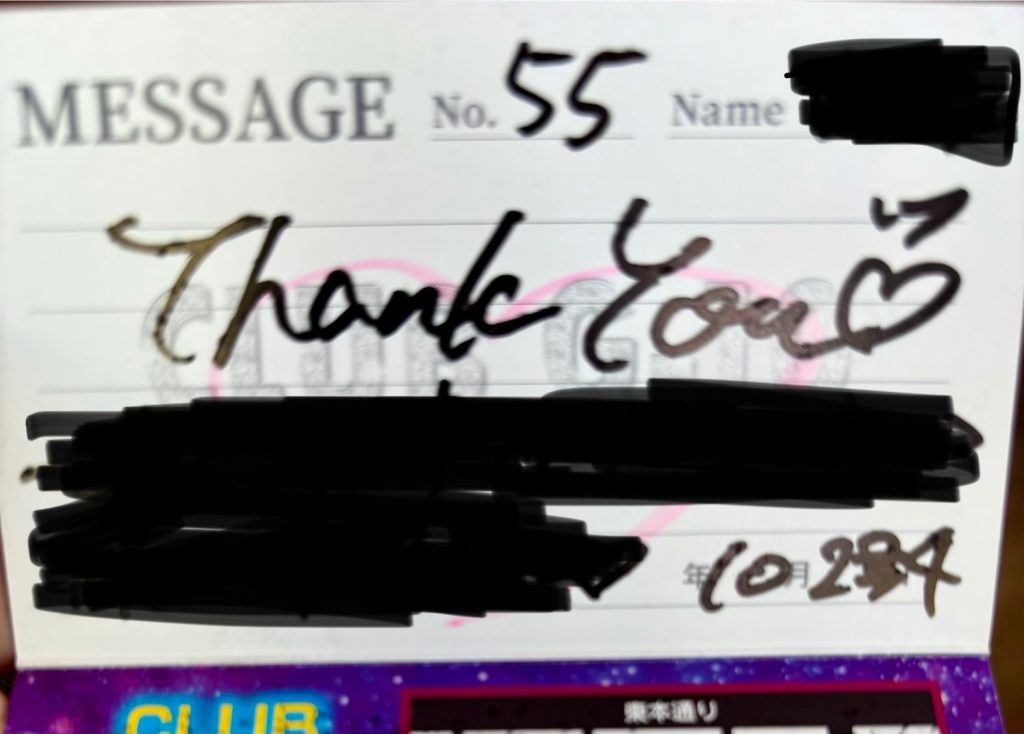 MESSAGE No. 55 Name
Thank You♡
年 10 月
CLUB
東本通り